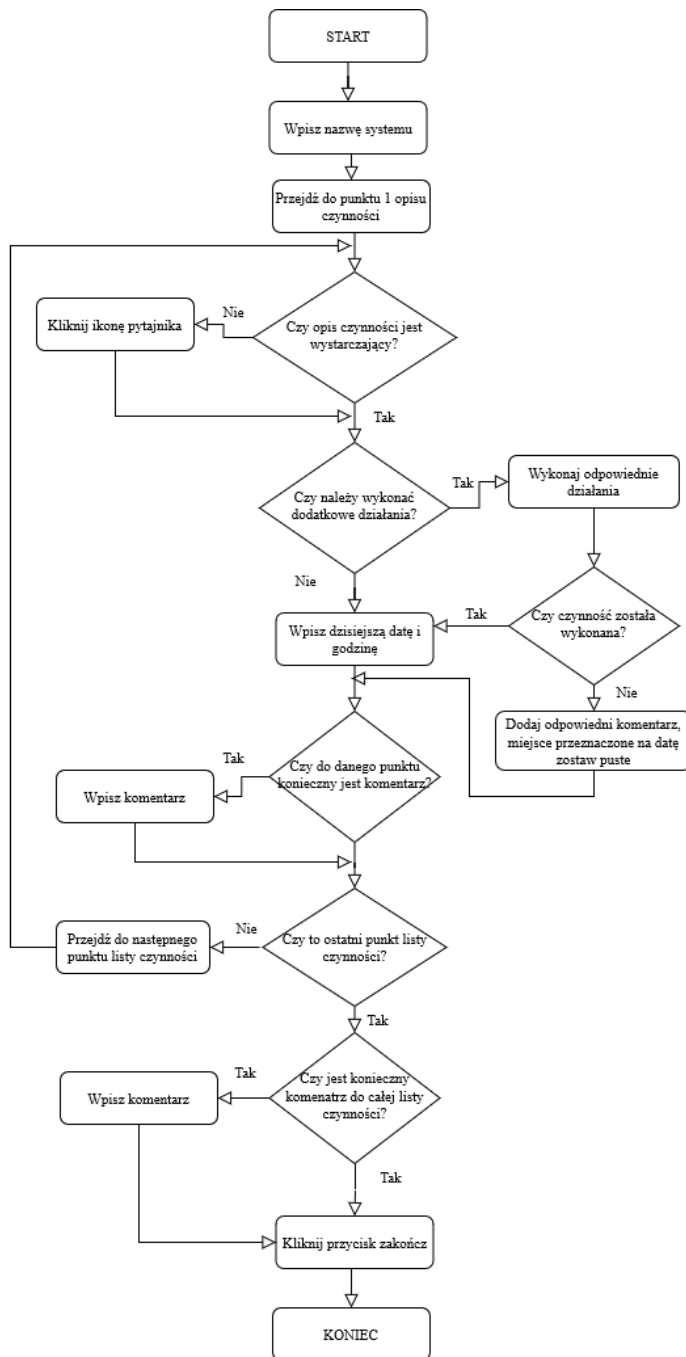 START
Wpisz nazwę systemu
Przejdź do punktu 1 opisu
czynności
Czy opis czynności jest
wystarczający?
Nie
Kliknij ikonę pytajnika
Tak
Czy należy wykonać
dodatkowe działania?
Tak
Wykonaj odpowiednie
działania
Nie
Czy czynność została
wykonana?
Tak
Wpisz dzisiejszą datę i
godzinę
Nie
Dodaj odpowiedni komentarz,
miejsce przeznaczone na datę
zostaw puste
Czy do danego punktu
konieczny jest komentarz?
Tak
Wpisz komentarz
Czy to ostatni punkt listy
czynności?
Nie
Przejdź do następnego
punktu listy czynności
Tak
Czy jest konieczny
komenatrz do całej listy
czynności?
Tak
Wpisz komentarz
Tak
Kliknij przycisk zakończ
KONIEC